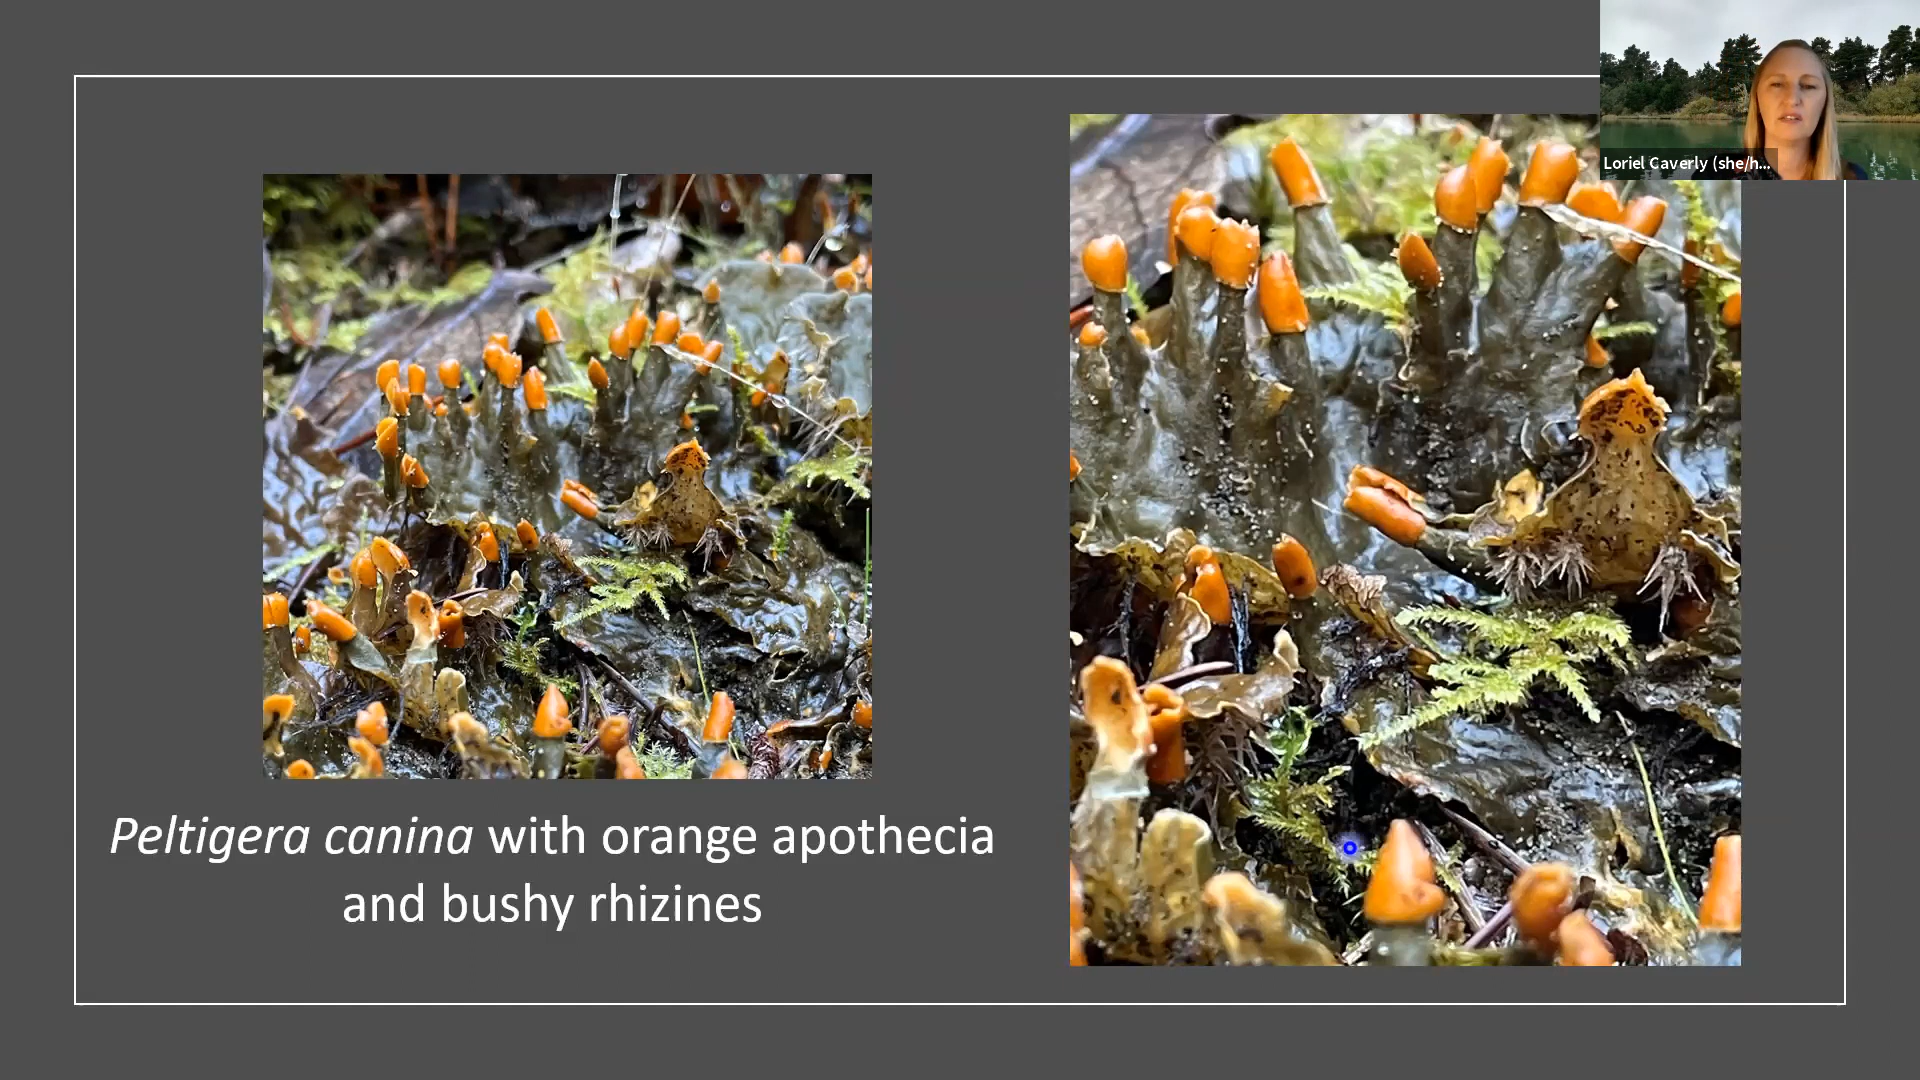 Loriel Caverly (she/h...
Peltigera canina with orange apothecia
and bushy rhizines